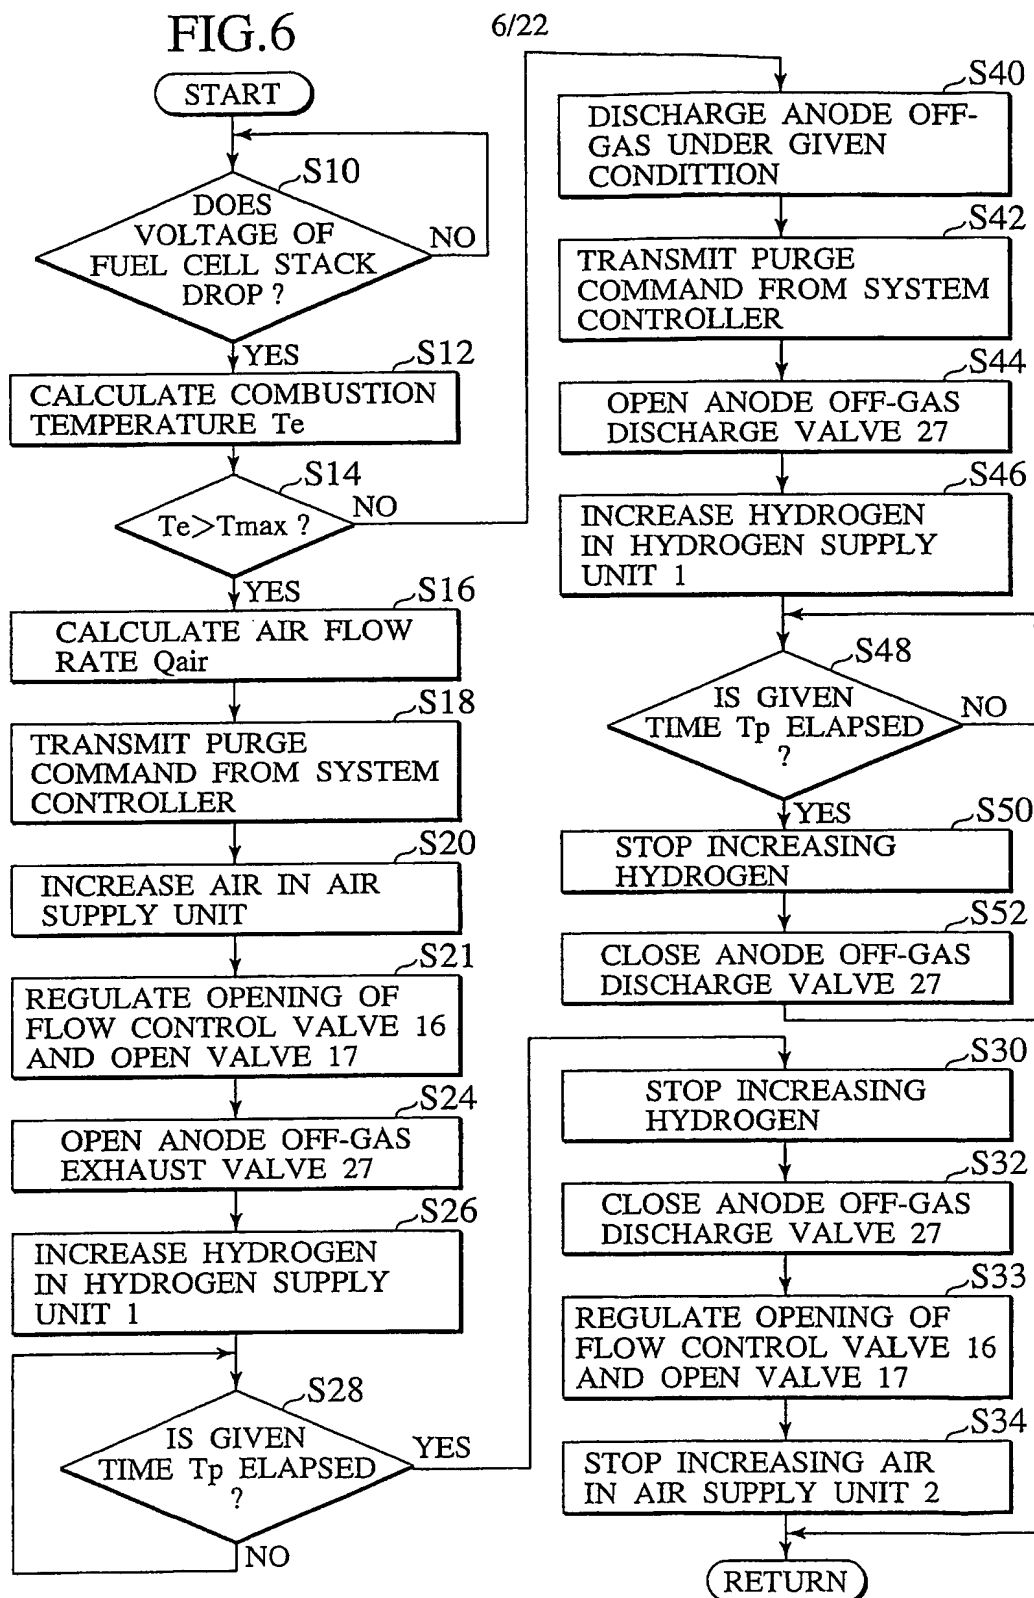 FIG.6
6/22
START
S10
DOES
VOLTAGE OF
FUEL CELL STACK
DROP ?
NO
YES
S12
CALCULATE COMBUSTION
TEMPERATURE Te
S14
Te>Tmax ?
NO
YES
S16
CALCULATE AIR FLOW
RATE Qair
S18
TRANSMIT PURGE
COMMAND FROM SYSTEM
CONTROLLER
S20
INCREASE AIR IN AIR
SUPPLY UNIT
S21
REGULATE OPENING OF
FLOW CONTROL VALVE 16
AND OPEN VALVE 17
S24
OPEN ANODE OFF-GAS
EXHAUST VALVE 27
S26
INCREASE HYDROGEN
IN HYDROGEN SUPPLY
UNIT 1
S28
IS GIVEN
TIME Tp ELAPSED
?
YES
NO
S40
DISCHARGE ANODE OFF-
GAS UNDER GIVEN
CONDITTION
S42
TRANSMIT PURGE
COMMAND FROM SYSTEM
CONTROLLER
S44
OPEN ANODE OFF-GAS
DISCHARGE VALVE 27
S46
INCREASE HYDROGEN
IN HYDROGEN SUPPLY
UNIT 1
S48
IS GIVEN
TIME Tp ELAPSED
?
NO
YES
S50
STOP INCREASING
HYDROGEN
S52
CLOSE ANODE OFF-GAS
DISCHARGE VALVE 27
S30
STOP INCREASING
HYDROGEN
S32
CLOSE ANODE OFF-GAS
DISCHARGE VALVE 27
S33
REGULATE OPENING OF
FLOW CONTROL VALVE 16
AND OPEN VALVE 17
S34
STOP INCREASING AIR
IN AIR SUPPLY UNIT 2
RETURN